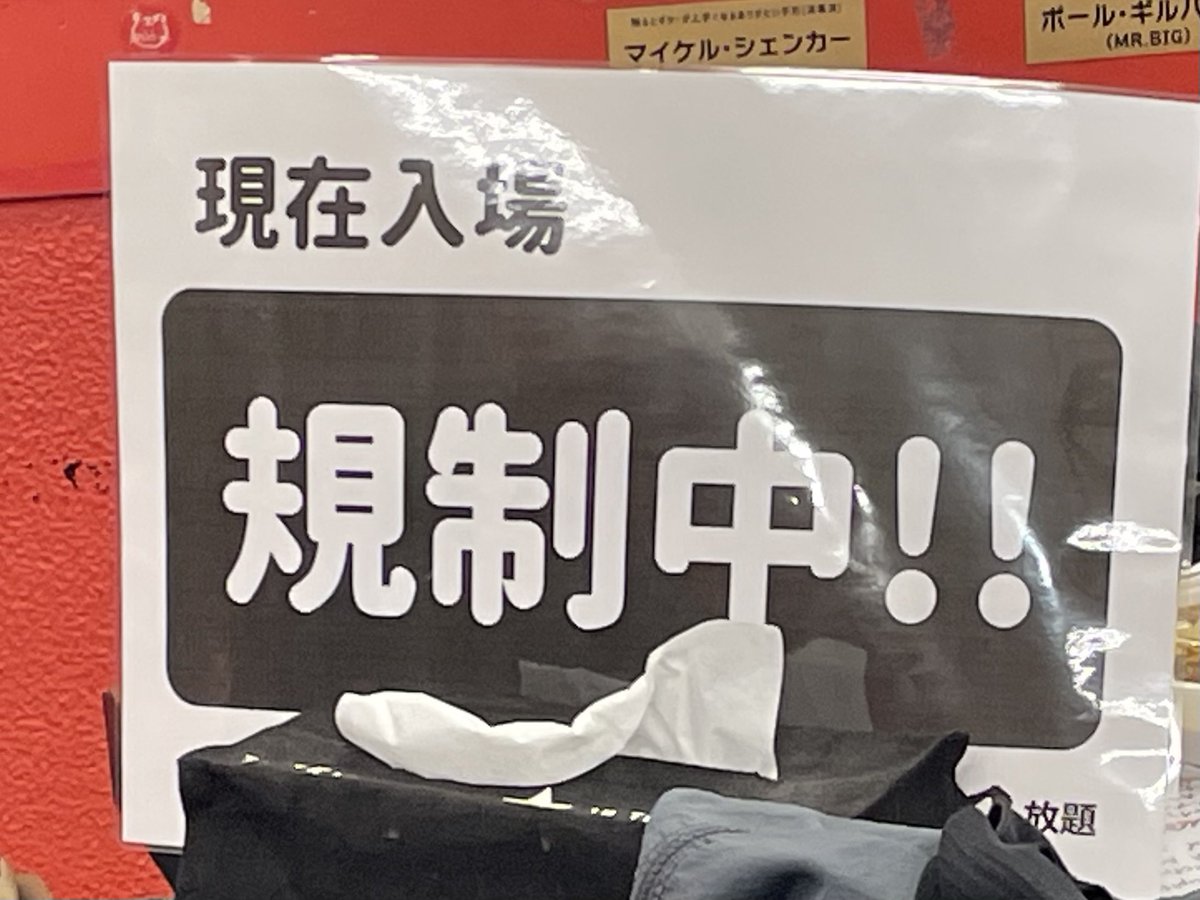 マイケル・シェンカー
ポール・ギルバ
(MR.BIG)
現在入場
規制中!!
放題